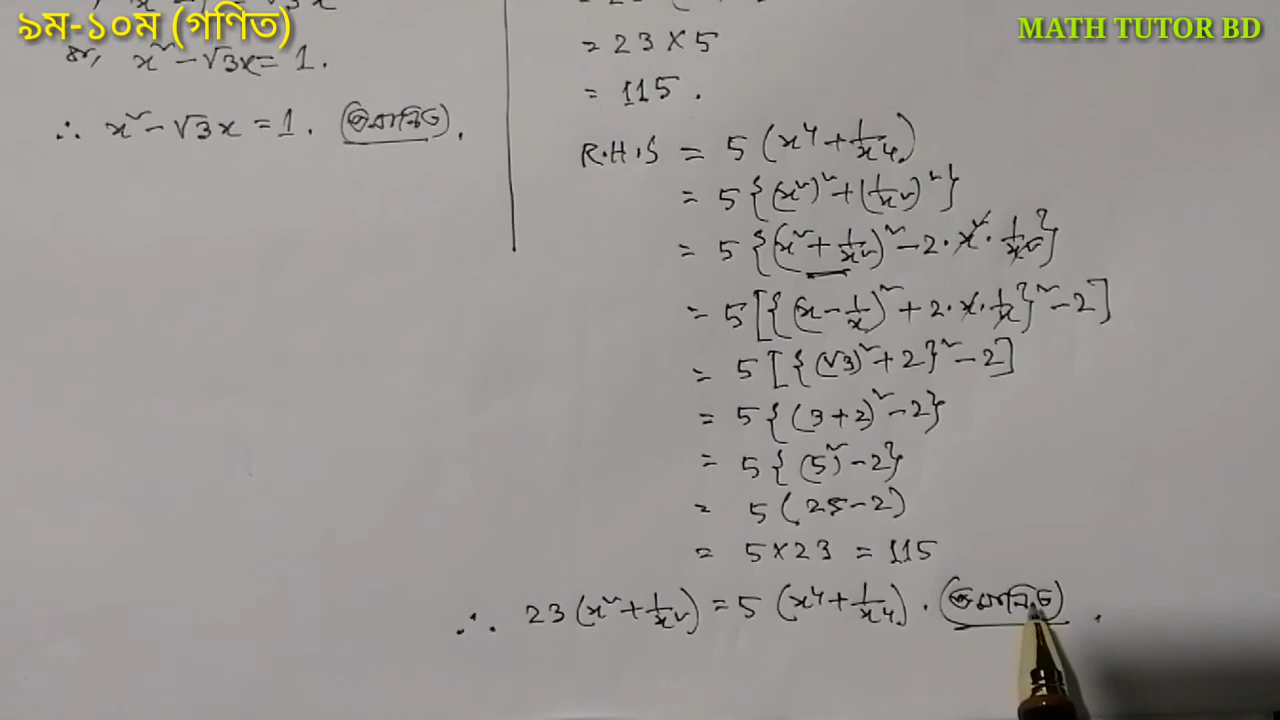 ৯ম-১০ম (গণিত)
MATH TUTOR BD
or, x² - √3x = 1.
∴ x² - √3x = 1. (প্রমাণিত).
= 23 × 5
= 115.
R.H.S = 5 (x⁴ + 1/x⁴)
= 5 {(x²)² + (1/x²)²}
= 5 {(x² + 1/x²)² - 2·x²·1/x²}
= 5 [{(x - 1/x)² + 2·x·1/x}² - 2]
= 5 [{(√3)² + 2}² - 2]
= 5 {(3+2)² - 2}
= 5 {(5)² - 2}
= 5 (25 - 2)
= 5 × 23 = 115
∴ 23 (x² + 1/x²) = 5 (x⁴ + 1/x⁴). (প্রমাণিত).